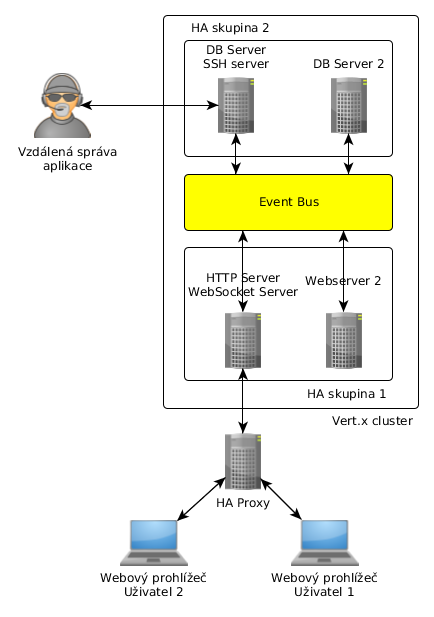 HA skupina 2
DB Server
SSH server
DB Server 2
Vzdálená správa
aplikace
Event Bus
HTTP Server
WebSocket Server
Webserver 2
HA skupina 1
Vert.x cluster
HA Proxy
Webový prohlížeč
Uživatel 2
Webový prohlížeč
Uživatel 1